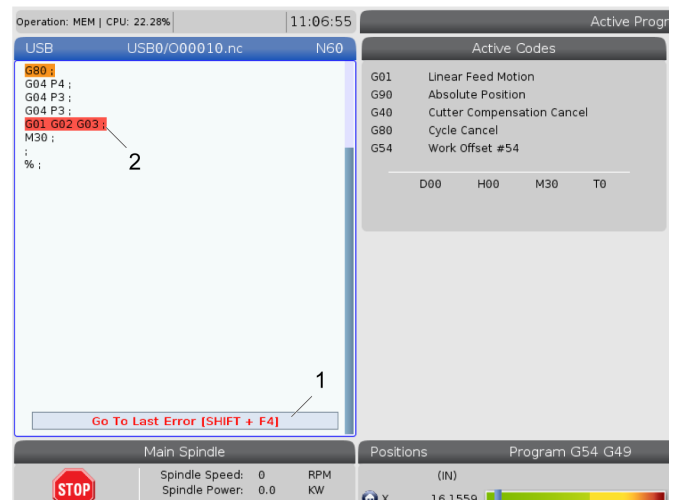 Operation: MEM | CPU: 22.28% 11:06:55 Active Progr
USB USB0/O00010.nc N60
G80 ;
G04 P4 ;
G04 P3 ;
G04 P3 ;
G01 G02 G03 ;
M30 ;
;
% ;
2
1
Go To Last Error [SHIFT + F4]
Active Codes
G01 Linear Feed Motion
G90 Absolute Position
G40 Cutter Compensation Cancel
G80 Cycle Cancel
G54 Work Offset #54
D00 H00 M30 T0
Main Spindle
STOP
Spindle Speed: 0 RPM
Spindle Power: 0.0 KW
Positions Program G54 G49
(IN)
X 16.1559